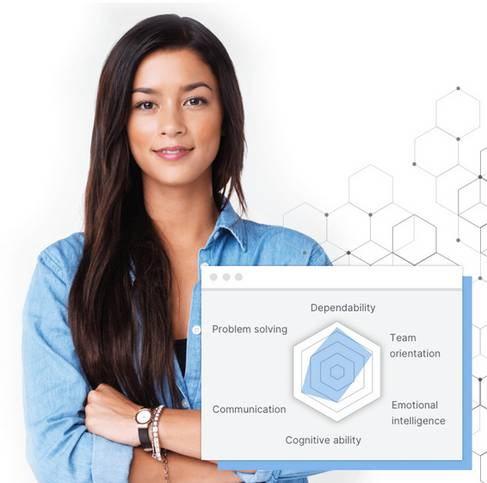 Dependability
Problem solving
Team
orientation
Communication
Emotional
intelligence
Cognitive ability